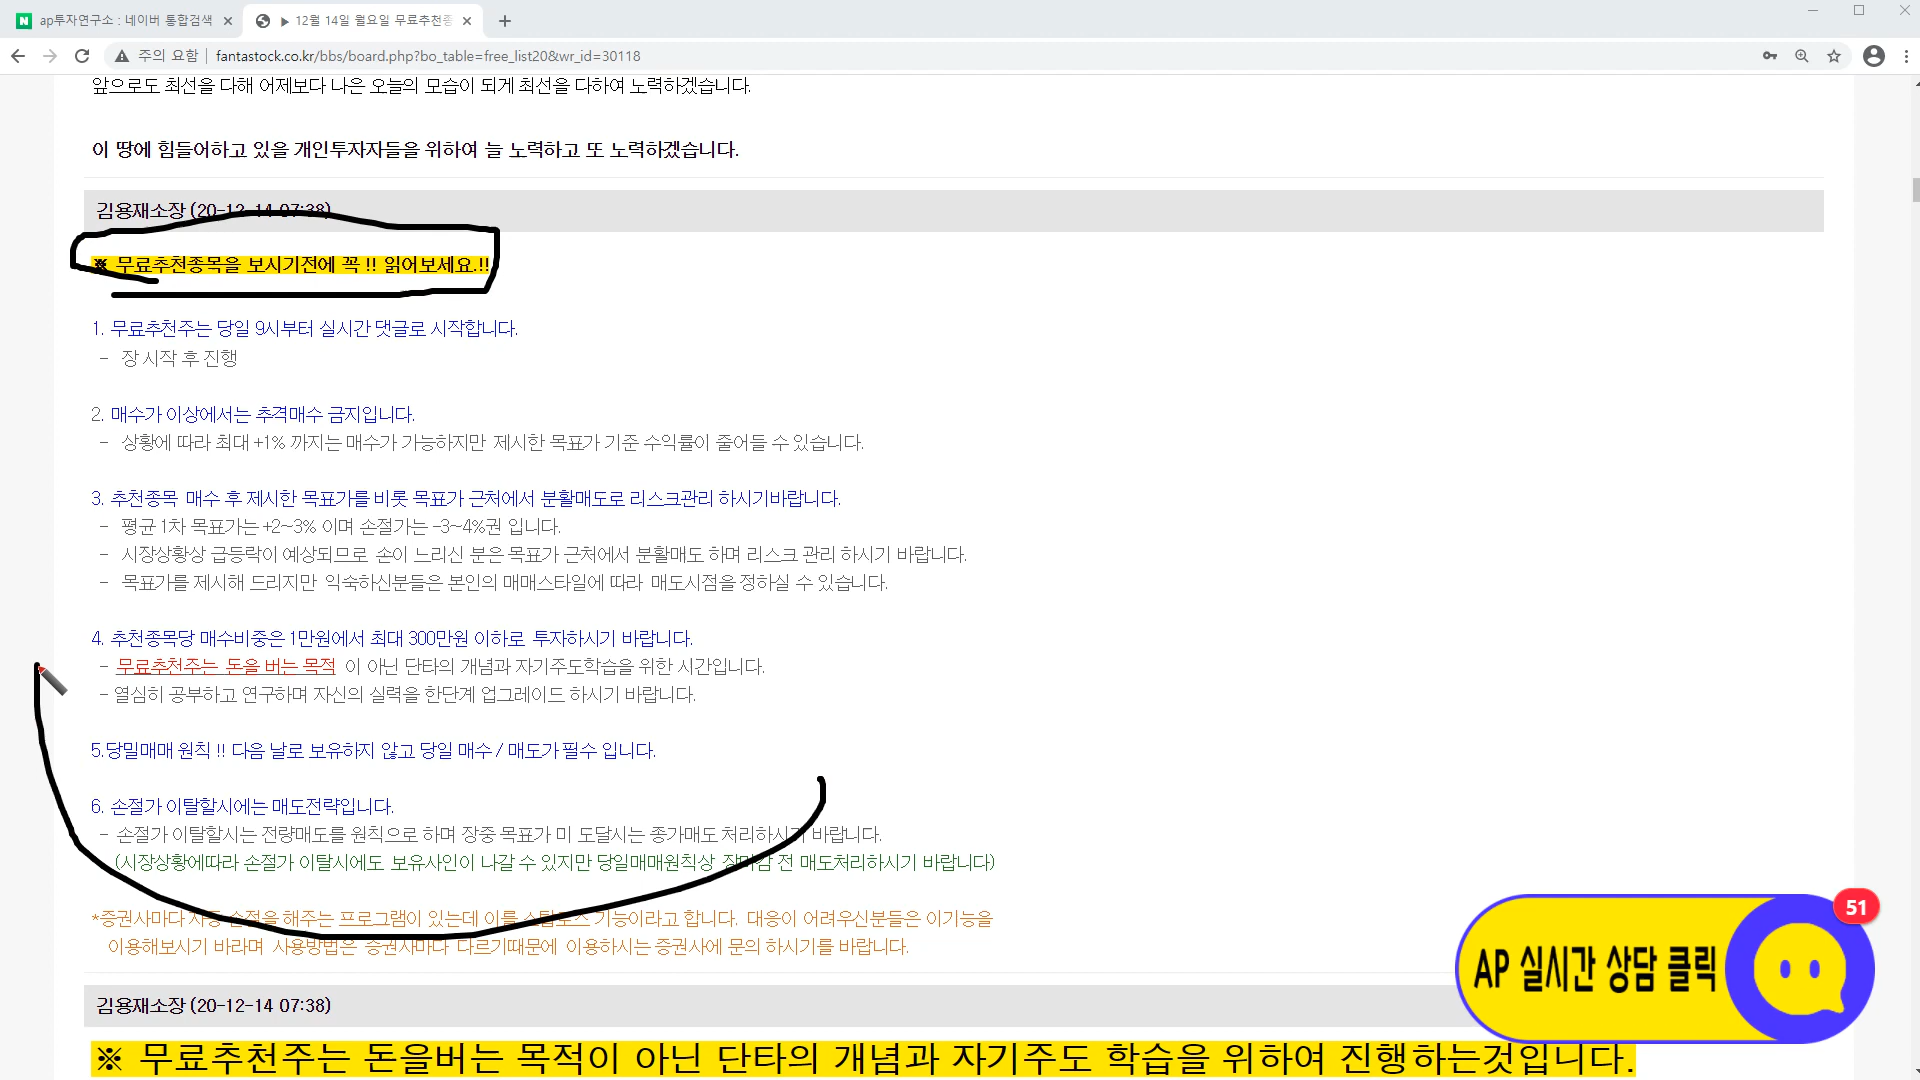 ap투자연구소 : 네이버 통합검색
▶ 12월 14일 월요일 무료추천종
주의 요함
fantastock.co.kr/bbs/board.php?bo_table=free_list20&wr_id=30118
앞으로도 최선을 다해 어제보다 나은 오늘의 모습이 되게 최선을 다하여 노력하겠습니다.
이 땅에 힘들어하고 있을 개인투자자들을 위하여 늘 노력하고 또 노력하겠습니다.
김용재소장 (20-12-14 07:38)
※ 무료추천종목을 보시기전에 꼭 !! 읽어보세요.!!
1. 무료추천주는 당일 9시부터 실시간 댓글로 시작합니다.
- 장 시작 후 진행
2. 매수가 이상에서는 추격매수 금지입니다.
- 상황에 따라 최대 +1% 까지는 매수가 가능하지만 제시한 목표가 기준 수익률이 줄어들 수 있습니다.
3. 추천종목 매수 후 제시한 목표가를 비롯 목표가 근처에서 분할매도로 리스크관리 하시기바랍니다.
- 평균 1차 목표가는 +2~3% 이며 손절가는 -3~4%권 입니다.
- 시장상황상 급등락이 예상되므로 손이 느리신 분은 목표가 근처에서 분할매도 하며 리스크 관리 하시기 바랍니다.
- 목표가를 제시해 드리지만 익숙하신분들은 본인의 매매스타일에 따라 매도시점을 정하실 수 있습니다.
4. 추천종목당 매수비중은 1만원에서 최대 300만원 이하로 투자하시기 바랍니다.
- 무료추천주는 돈을 버는 목적 이 아닌 단타의 개념과 자기주도학습을 위한 시간입니다.
- 열심히 공부하고 연구하며 자신의 실력을 한단계 업그레이드 하시기 바랍니다.
5.당밀매매 원칙 !! 다음 날로 보유하지 않고 당일 매수 / 매도가 필수 입니다.
6. 손절가 이탈할시에는 매도전략입니다.
- 손절가 이탈할시는 전량매도를 원칙으로 하며 장중 목표가 미 도달시는 종가매도 처리하시기 바랍니다.
(시장상황에따라 손절가 이탈시에도 보유사인이 나갈 수 있지만 당일매매원칙상 장마감 전 매도처리하시기 바랍니다)
*증권사마다 자동 손절을 해주는 프로그램이 있는데 이를 스탑로스 기능이라고 합니다. 대응이 어려우신분들은 이기능을
이용해보시기 바라며 사용방법은 증권사마다 다르기때문에 이용하시는 증권사에 문의 하시기를 바랍니다.
김용재소장 (20-12-14 07:38)
※ 무료추천주는 돈을버는 목적이 아닌 단타의 개념과 자기주도 학습을 위하여 진행하는것입니다.
AP 실시간 상담 클릭
51